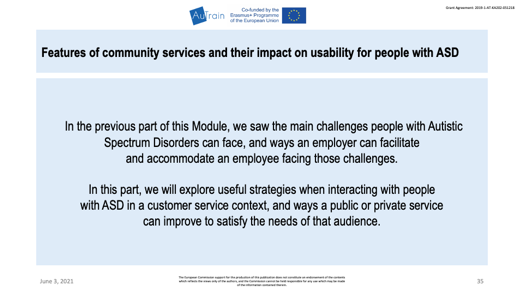 AuTrain
Co-funded by the
Erasmus+ Programme
of the European Union
Grant Agreement: 2019-1-AT-KA202-051218
Features of community services and their impact on usability for people with ASD
In the previous part of this Module, we saw the main challenges people with Autistic
Spectrum Disorders can face, and ways an employer can facilitate
and accommodate an employee facing those challenges.
In this part, we will explore useful strategies when interacting with people
with ASD in a customer service context, and ways a public or private service
can improve to satisfy the needs of that audience.
June 3, 2021
The European Commission support for the production of this publication does not constitute an endorsement of the contents
which reflects the views only of the authors, and the Commission cannot be held responsible for any use which may be made
of the information contained therein.
35